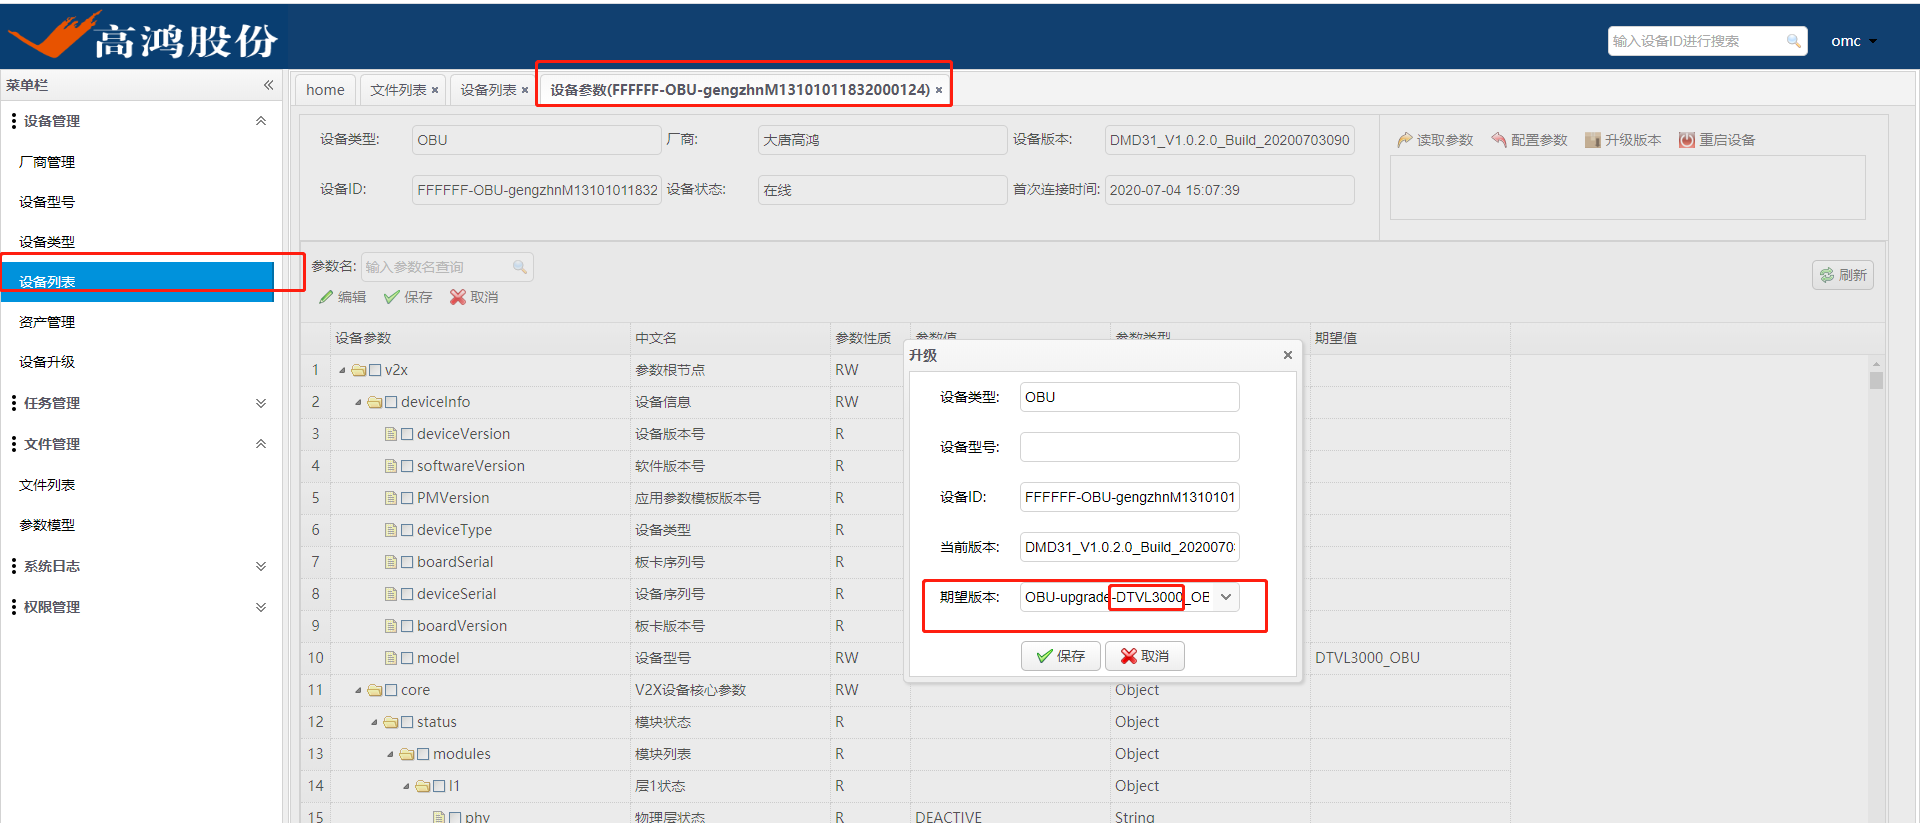 高鸿股份
输入设备ID进行搜索
omc
菜单栏
设备管理
厂商管理
设备型号
设备类型
设备列表
资产管理
设备升级
任务管理
文件管理
文件列表
参数模型
系统日志
权限管理
home
文件列表
设备列表
设备参数(FFFFFF-OBU-gengzhnM13101011832000124)
设备类型: OBU 厂商: 大唐高鸿 设备版本: DMD31_V1.0.2.0_Build_20200703090
设备ID: FFFFFF-OBU-gengzhnM13101011832 设备状态: 在线 首次连接时间: 2020-07-04 15:07:39
读取参数 配置参数 升级版本 重启设备
参数名: 输入参数名查询
编辑 保存 取消
刷新
设备参数 中文名 参数性质 参数值 参数类型 期望值
1 v2x 参数根节点 RW
2 deviceInfo 设备信息 RW
3 deviceVersion 设备版本号 R
4 softwareVersion 软件版本号 R
5 PMVersion 应用参数模板版本号 R
6 deviceType 设备类型 R
7 boardSerial 板卡序列号 R
8 deviceSerial 设备序列号 R
9 boardVersion 板卡版本号 R
10 model 设备型号 RW DTVL3000_OBU
11 core V2X设备核心参数 RW Object
12 status 模块状态 R Object
13 modules 模块列表 R Object
14 l1 层1状态 R Object
15 phy 物理层状态 R DEACTIVE String
升级
设备类型: OBU
设备型号:
设备ID: FFFFFF-OBU-gengzhnM1310101
当前版本: DMD31_V1.0.2.0_Build_2020070
期望版本: OBU-upgrade-DTVL3000_OB
保存 取消